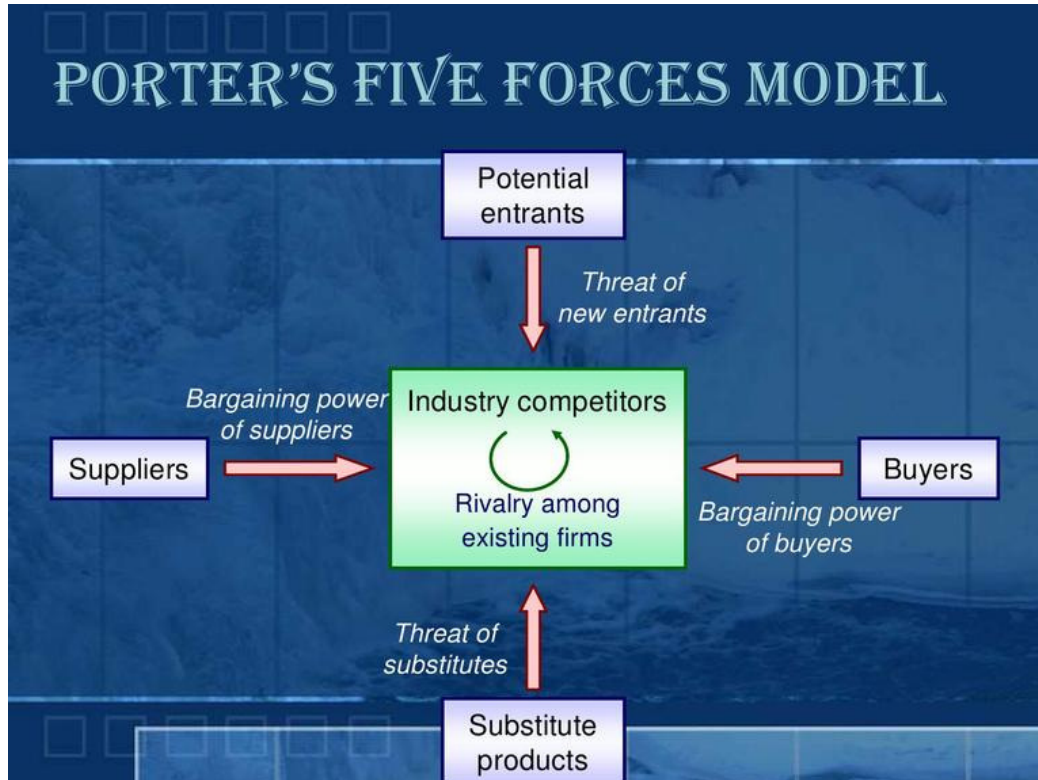 PORTER'S FIVE FORCES MODEL
Potential
entrants
Threat of
new entrants
Bargaining power
of suppliers
Industry competitors
Suppliers
Buyers
Rivalry among
existing firms
Bargaining power
of buyers
Threat of
substitutes
Substitute
products